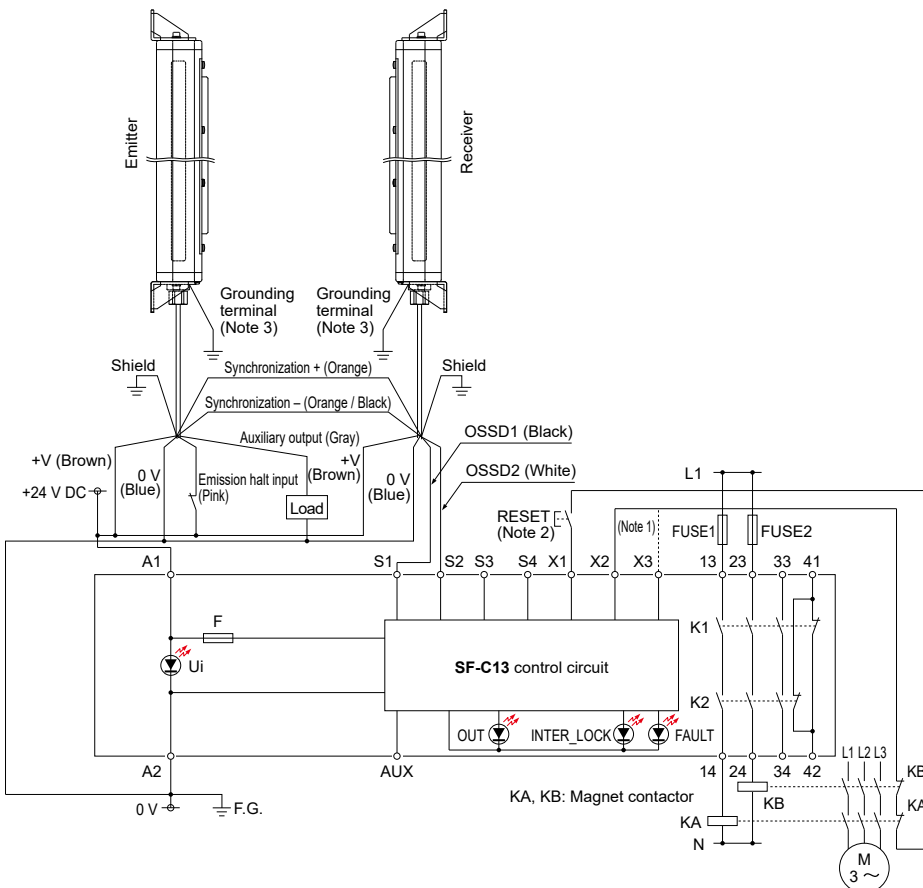 Emitter
Receiver
Grounding
terminal
(Note 3)
Grounding
terminal
(Note 3)
Shield
Synchronization + (Orange)
Shield
Synchronization – (Orange / Black)
Auxiliary output (Gray)
OSSD1 (Black)
+V (Brown)
0 V
(Blue)
Emission halt input
(Pink)
+V
(Brown)
0 V
(Blue)
OSSD2 (White)
+24 V DC
Load
RESET
(Note 2)
(Note 1)
L1
FUSE1
FUSE2
A1
S1
S2
S3
S4
X1
X2
X3
13
23
33
41
F
K1
Ui
SF-C13 control circuit
K2
OUT
INTER_LOCK
FAULT
A2
AUX
14
24
34
42
L1
L2
L3
KB
KA, KB: Magnet contactor
KB
KA
KA
0 V
F.G.
N
M
3 ~